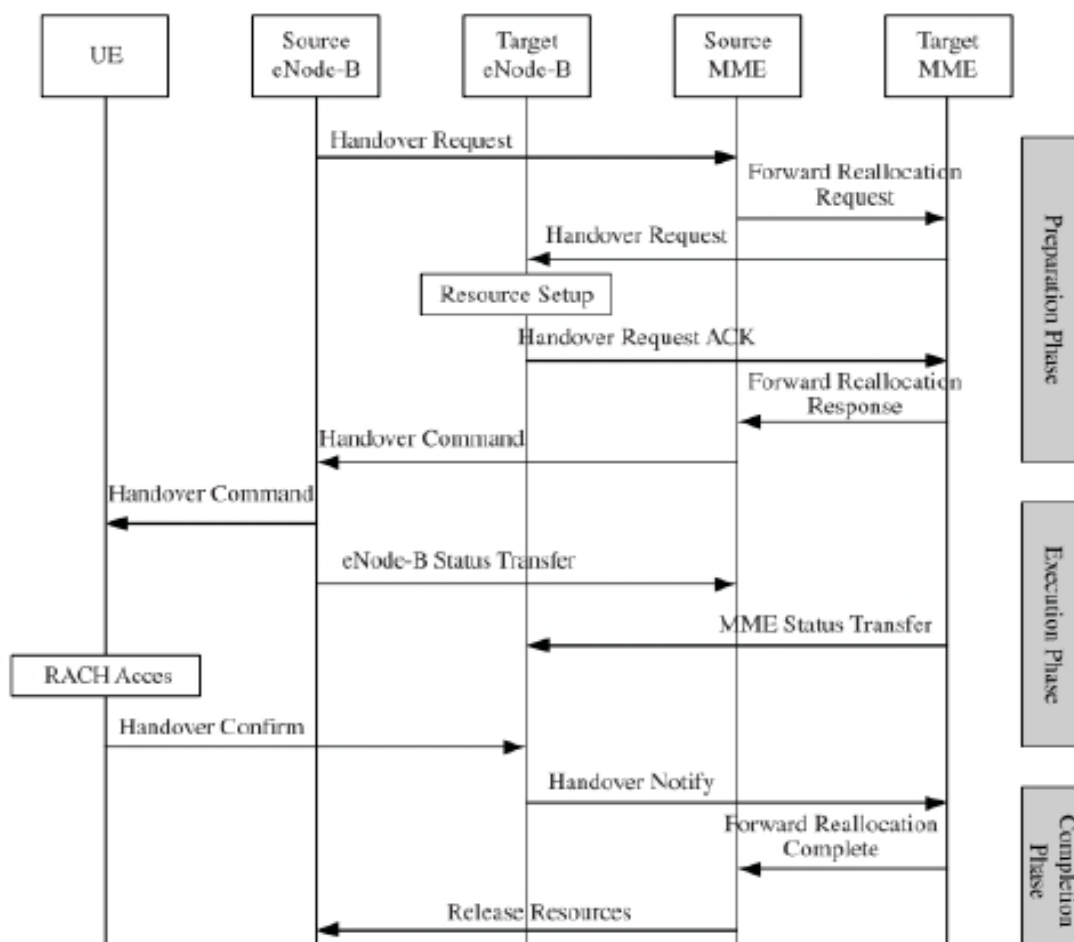 UE
Source
eNode-B
Target
eNode-B
Source
MME
Target
MME
Handover Request
Forward Reallocation
Request
Handover Request
Resource Setup
Handover Request ACK
Forward Reallocation
Response
Handover Command
Handover Command
eNode-B Status Transfer
MME Status Transfer
RACH Acces
Handover Confirm
Handover Notify
Forward Reallocation
Complete
Release Resources
Preparation Phase
Execution Phase
Completion
Phase